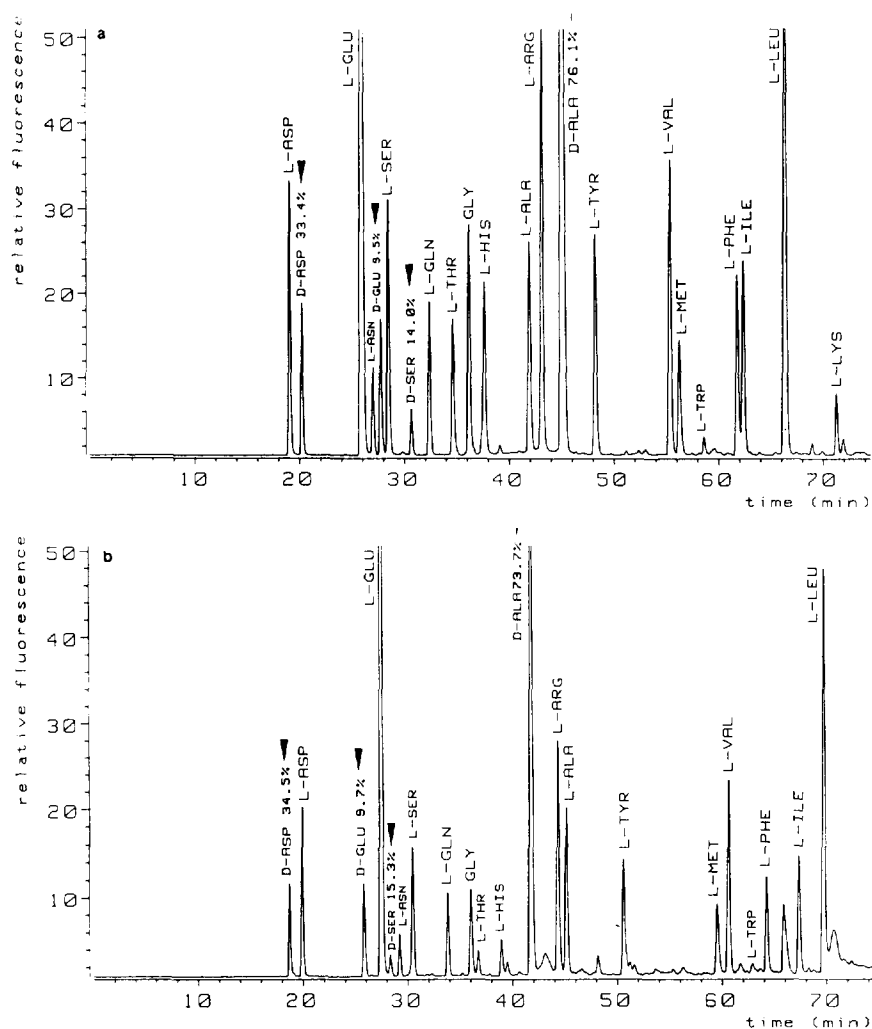 a
relative fluorescence
50
40
30
20
10
L-ASP
D-ASP 33.4%
L-GLU
L-ASN
D-GLU 9.5%
L-SER
D-SER 14.0%
L-GLN
L-THR
GLY
L-HIS
L-ALA
L-ARG
D-ALA 76.1%
L-TYR
L-VAL
L-MET
L-TRP
L-PHE
L-ILE
L-LEU
L-LYS
10 20 30 40 50 60 70
time (min)
b
relative fluorescence
50
40
30
20
10
D-ASP 34.5%
L-ASP
D-GLU 9.7%
L-GLU
D-SER 15.3%
L-ASN
L-SER
L-GLN
GLY
L-THR
L-HIS
D-ALA 73.7%
L-ARG
L-ALA
L-TYR
L-MET
L-VAL
L-TRP
L-PHE
L-ILE
L-LEU
10 20 30 40 50 60 70
time (min)